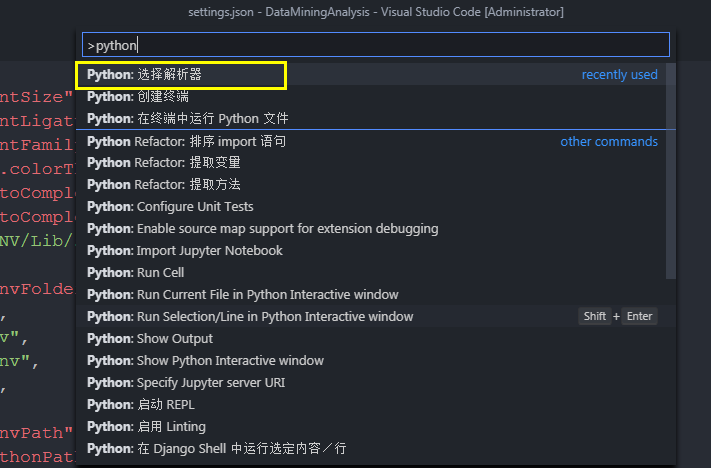 settings.json - DataMiningAnalysis - Visual Studio Code [Administrator]
>python
Python: 选择解析器 recently used
ntSize" Python: 创建终端
ntLigat Python: 在终端中运行 Python 文件
ntFamil Python Refactor: 排序 import 语句 other commands
.colorTh Python Refactor: 提取变量
toComple Python Refactor: 提取方法
toComple Python: Configure Unit Tests
NV/Lib/ Python: Enable source map support for extension debugging
Python: Import Jupyter Notebook
nvFolde Python: Run Cell
, Python: Run Current File in Python Interactive window
v", Python: Run Selection/Line in Python Interactive window Shift + Enter
nv", Python: Show Output
, Python: Show Python Interactive window
Python: Specify Jupyter server URI
nvPath" Python: 启动 REPL
thonPath Python: 启用 Linting
Python: 在 Django Shell 中运行选定内容／行